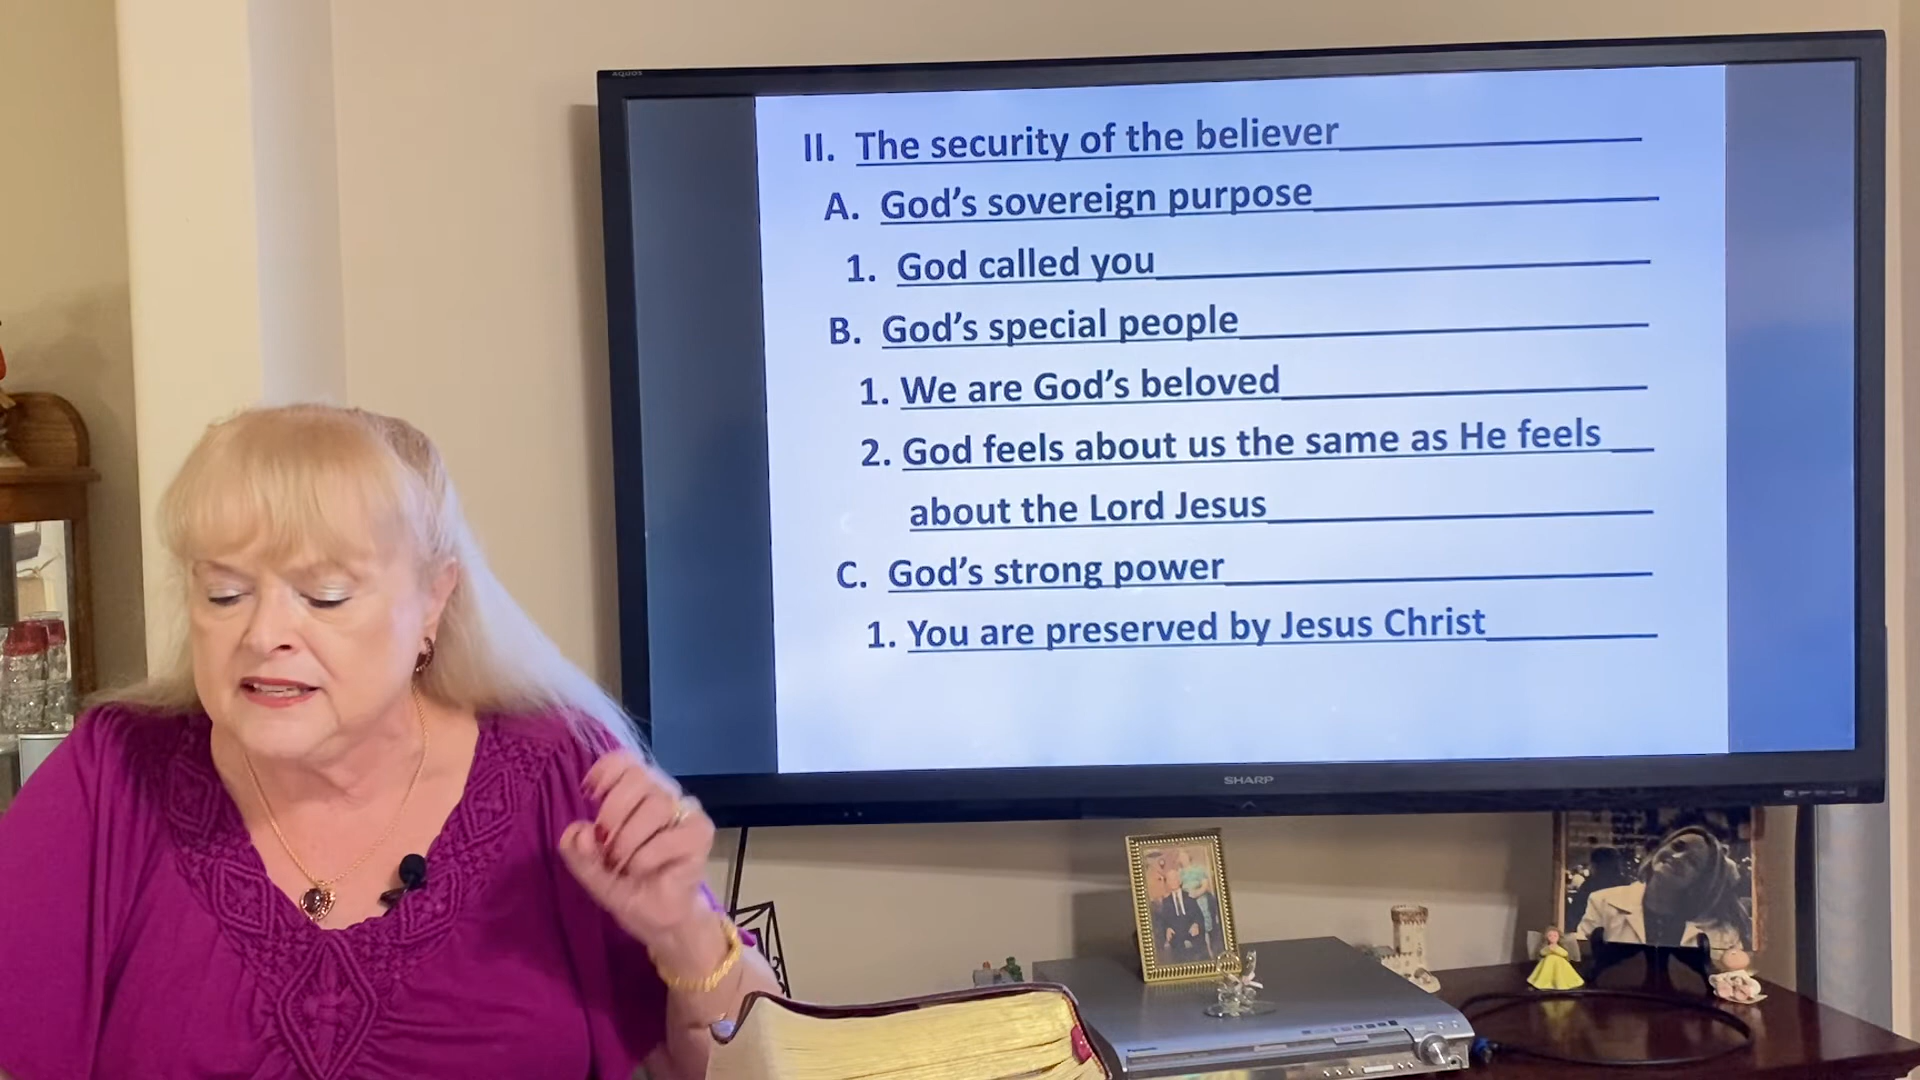 AQUOS
II. The security of the believer
A. God's sovereign purpose
1. God called you
B. God's special people
1. We are God's beloved
2. God feels about us the same as He feels
about the Lord Jesus
C. God's strong power
1. You are preserved by Jesus Christ
SHARP